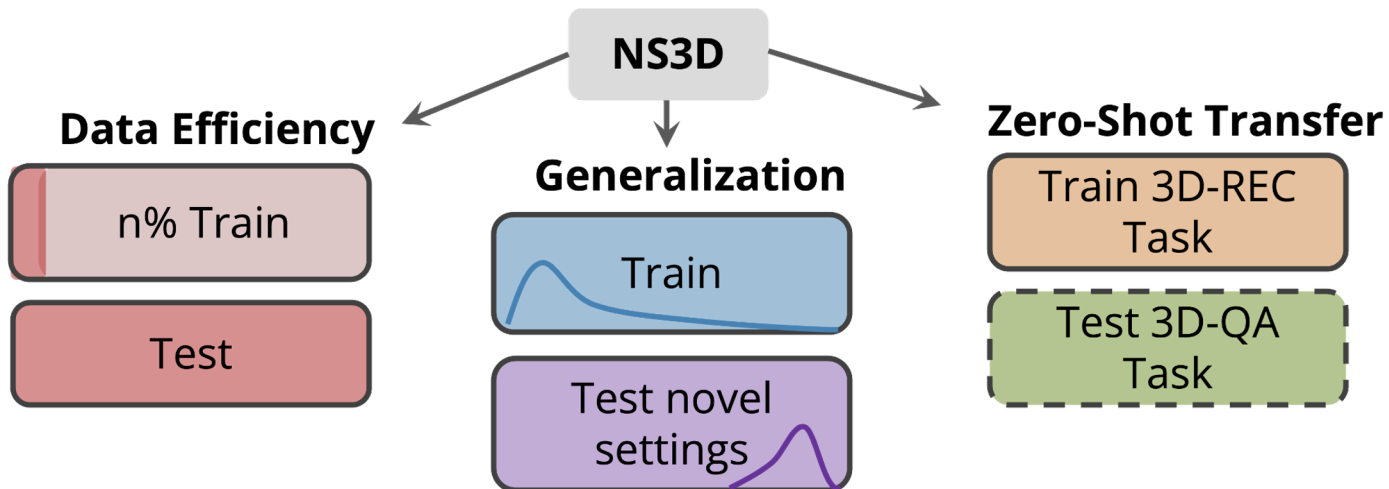 NS3D
Data Efficiency
n% Train
Test
Generalization
Train
Test novel
settings
Zero-Shot Transfer
Train 3D-REC
Task
Test 3D-QA
Task